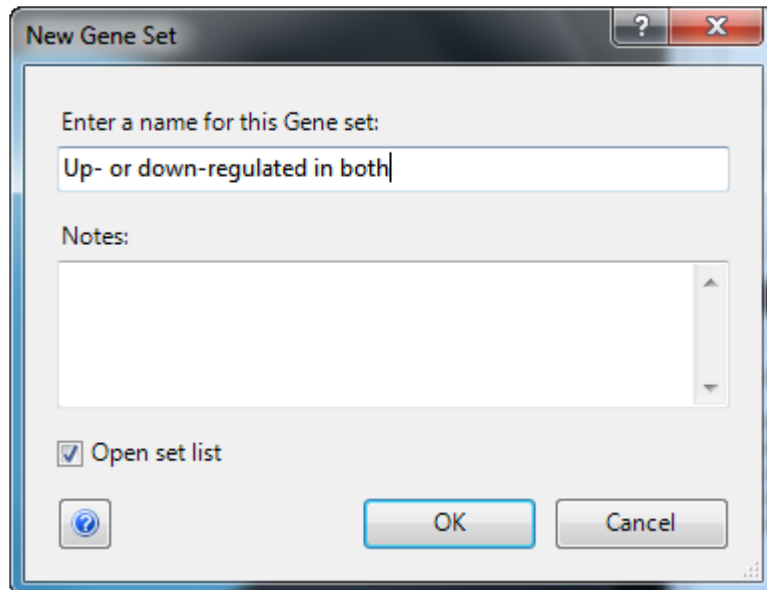 New Gene Set
Enter a name for this Gene set:
Up- or down-regulated in both
Notes:
Open set list
OK
Cancel